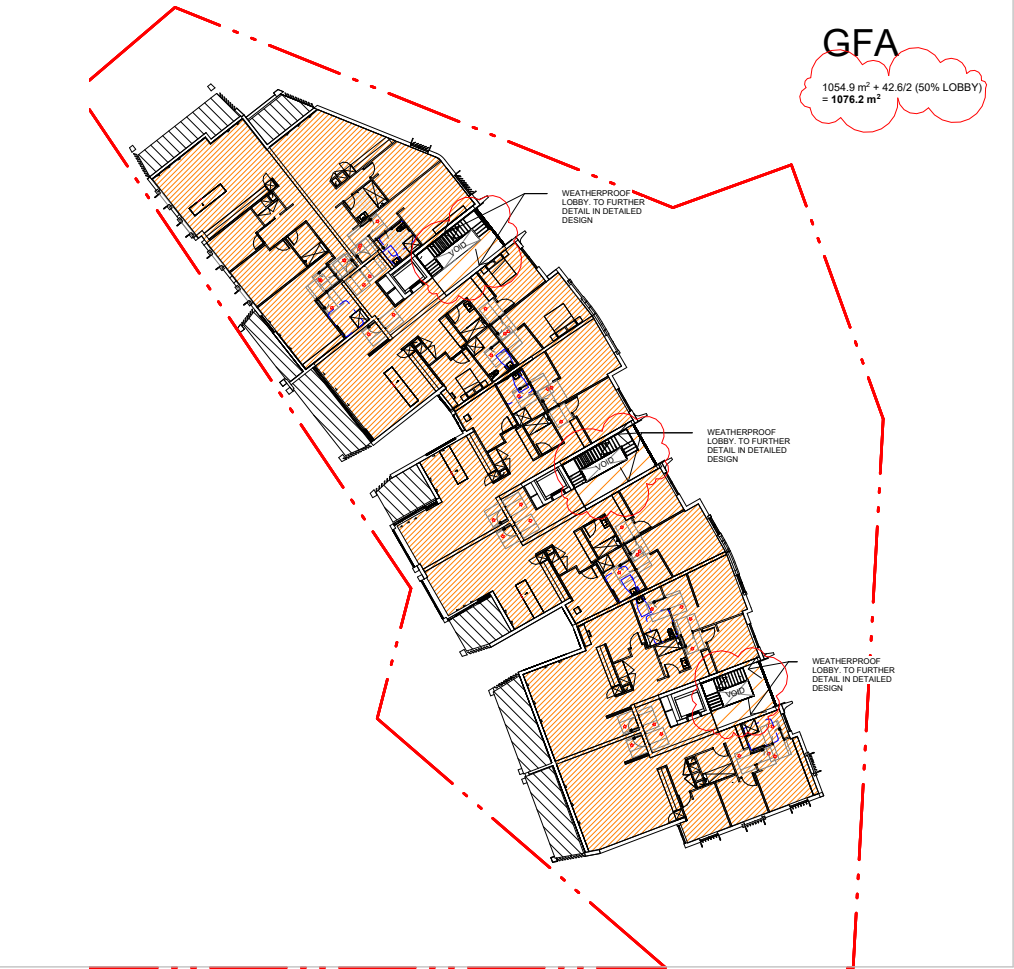 GFA
1054.9 m² + 42.6/2 (50% LOBBY)
= 1076.2 m²
WEATHERPROOF
LOBBY. TO FURTHER
DETAIL IN DETAILED
DESIGN
VOID
WEATHERPROOF
LOBBY. TO FURTHER
DETAIL IN DETAILED
DESIGN
VOID
WEATHERPROOF
LOBBY. TO FURTHER
DETAIL IN DETAILED
DESIGN
VOID